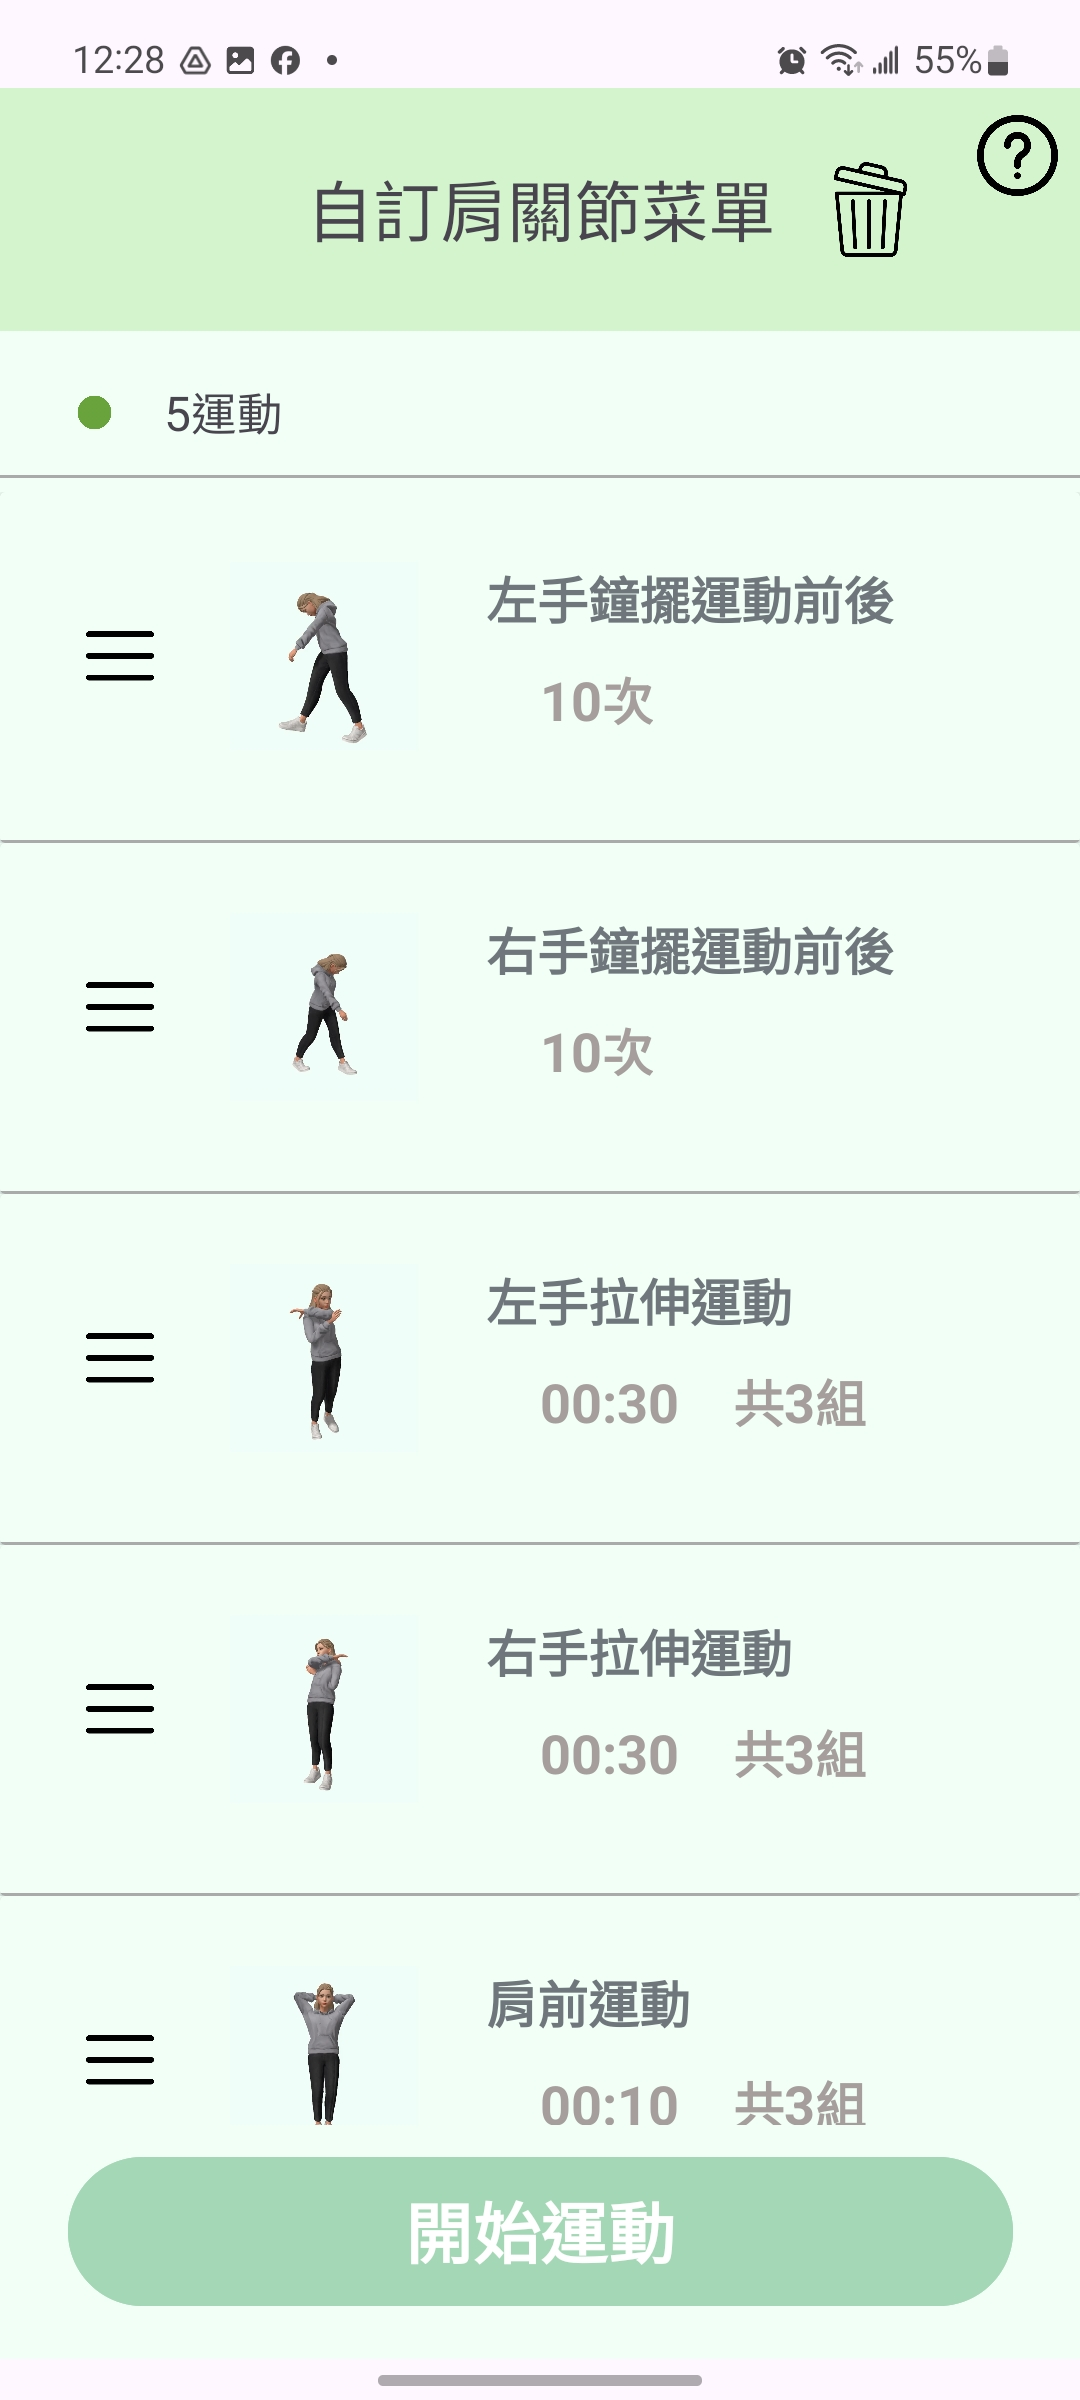 12:28
55%
自訂肩關節菜單
5運動
左手鐘擺運動前後
10次
右手鐘擺運動前後
10次
左手拉伸運動
00:30 共3組
右手拉伸運動
00:30 共3組
肩前運動
00:10 共3組
開始運動